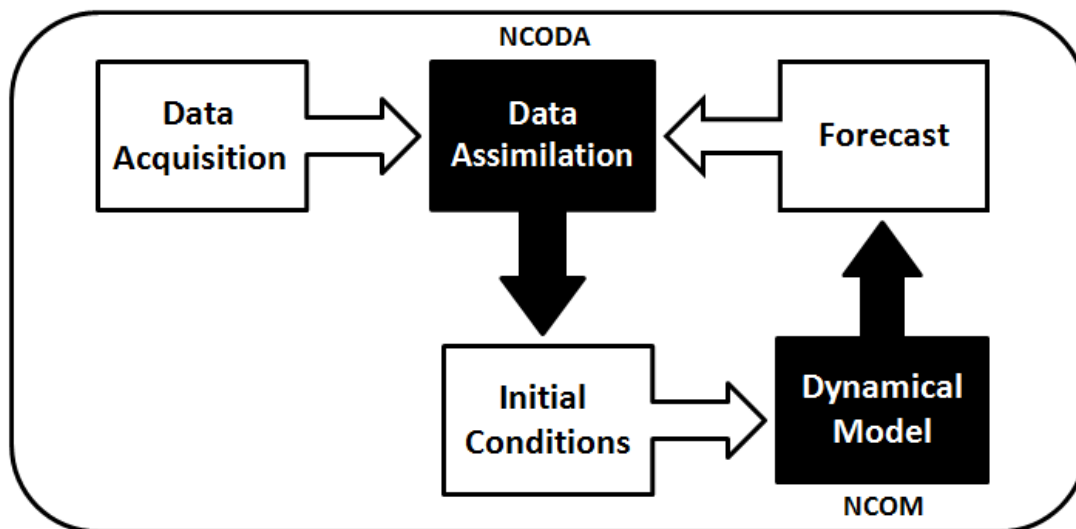 NCODA
Data
Acquisition
Data
Assimilation
Forecast
Initial
Conditions
Dynamical
Model
NCOM